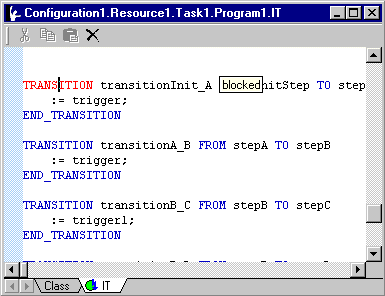 Configuration1.Resource1.Task1.Program1.IT
TRANSITION transitionInit_A blocked nitStep TO step
:= trigger;
END_TRANSITION
TRANSITION transitionA_B FROM stepA TO stepB
:= trigger;
END_TRANSITION
TRANSITION transitionB_C FROM stepB TO stepC
:= trigger1;
END_TRANSITION
Class IT